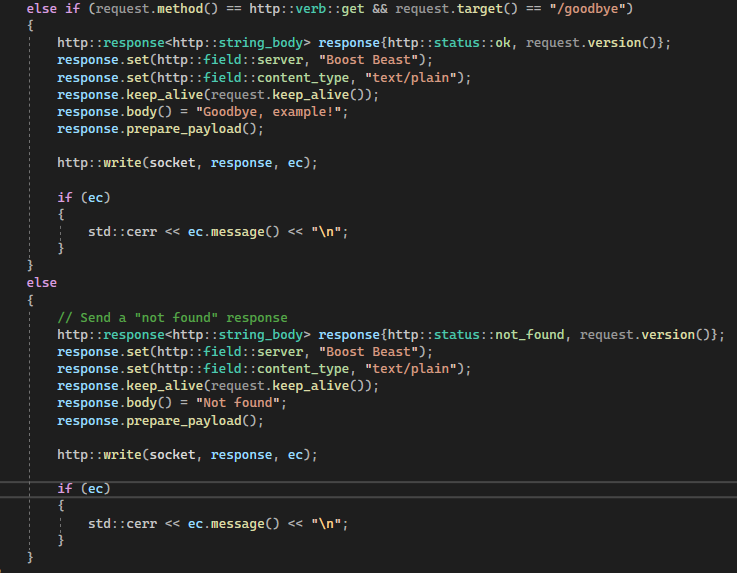 else if (request.method() == http::verb::get && request.target() == "/goodbye")
{
    http::response<http::string_body> response{http::status::ok, request.version()};
    response.set(http::field::server, "Boost Beast");
    response.set(http::field::content_type, "text/plain");
    response.keep_alive(request.keep_alive());
    response.body() = "Goodbye, example!";
    response.prepare_payload();

    http::write(socket, response, ec);

    if (ec)
    {
        std::cerr << ec.message() << "\n";
    }
}
else
{
    // Send a "not found" response
    http::response<http::string_body> response{http::status::not_found, request.version()};
    response.set(http::field::server, "Boost Beast");
    response.set(http::field::content_type, "text/plain");
    response.keep_alive(request.keep_alive());
    response.body() = "Not found";
    response.prepare_payload();

    http::write(socket, response, ec);

    if (ec)
    {
        std::cerr << ec.message() << "\n";
    }
}